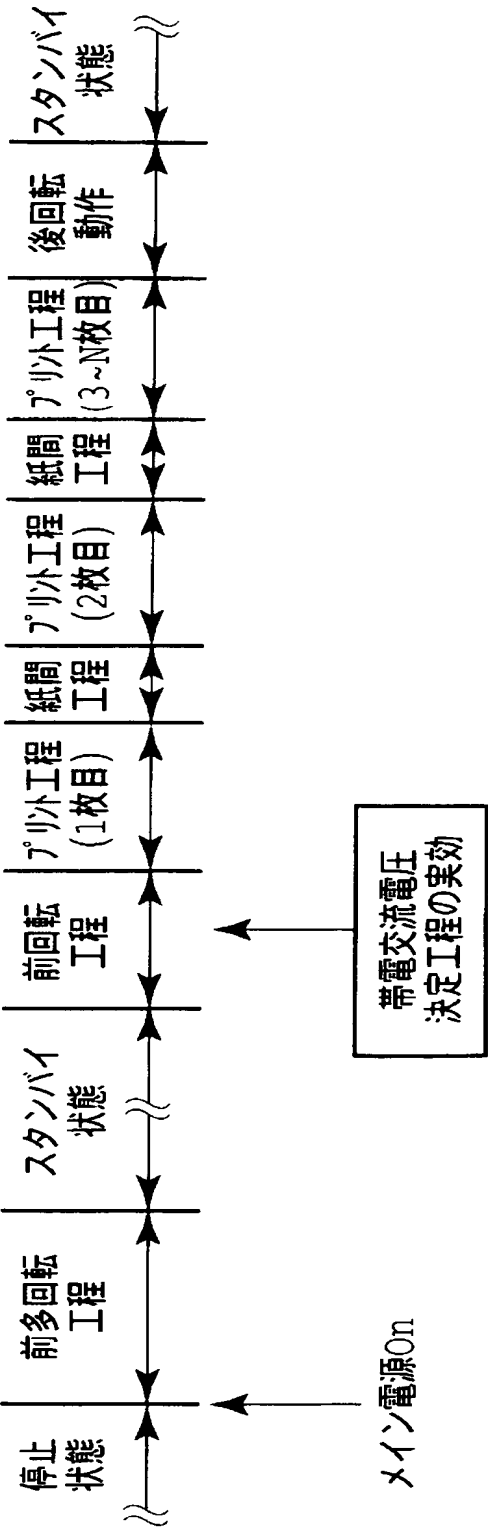 停止
状態
前多回転
工程
スタンバイ
状態
前回転
工程
プリント工程
(1枚目)
紙間
工程
プリント工程
(2枚目)
紙間
工程
プリント工程
(3~N枚目)
後回転
動作
スタンバイ
状態
メイン電源On
帯電交流電圧
決定工程の実効